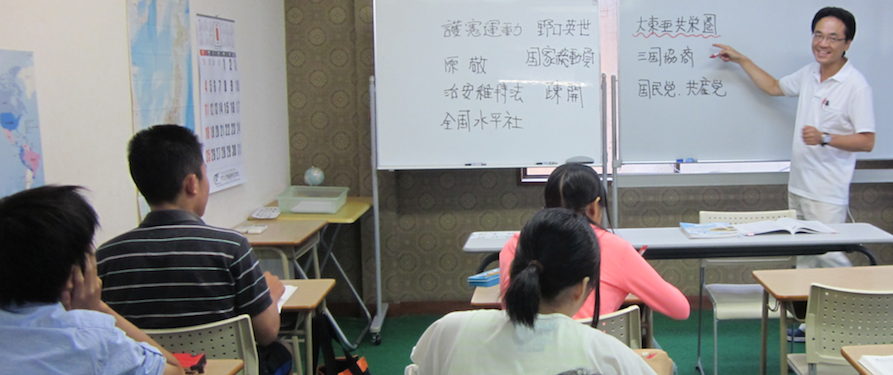 護憲運動 野口英世
原 敬 国家総動員
治安維持法 疎開
全国水平社
大東亜共栄圏
三国協商
国民党、共産党